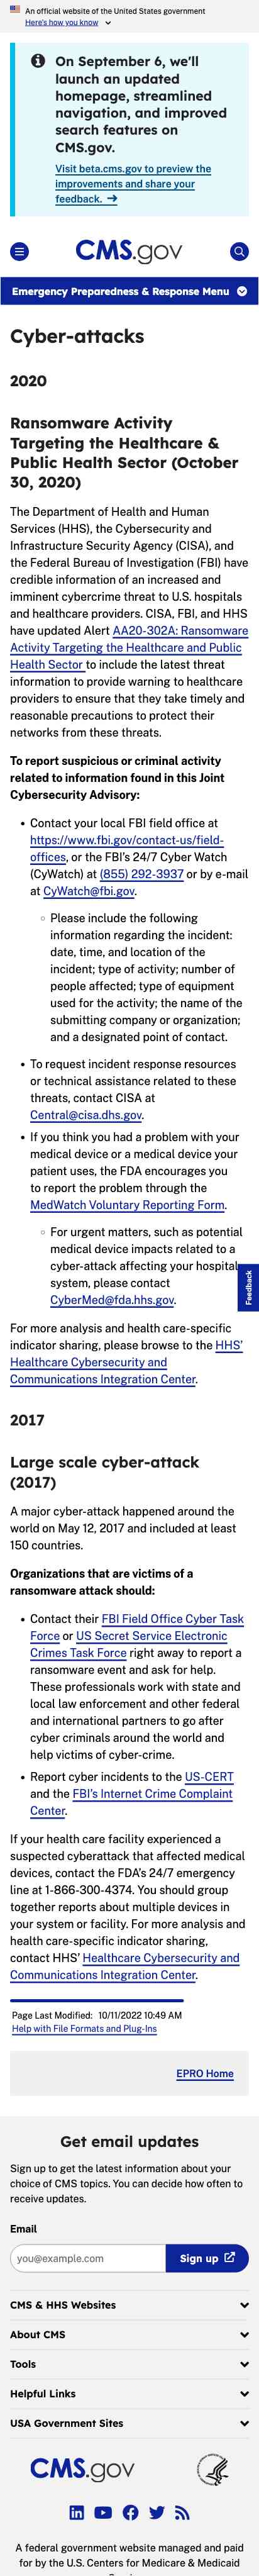 An official website of the United States government
Here's how you know
On September 6, we'll
launch an updated
homepage, streamlined
navigation, and improved
search features on
CMS.gov.
Visit beta.cms.gov to preview the
improvements and share your
feedback.
CMS.gov
Emergency Preparedness & Response Menu
Cyber-attacks
2020
Ransomware Activity
Targeting the Healthcare &
Public Health Sector (October
30, 2020)
The Department of Health and Human
Services (HHS), the Cybersecurity and
Infrastructure Security Agency (CISA), and
the Federal Bureau of Investigation (FBI) have
credible information of an increased and
imminent cybercrime threat to U.S. hospitals
and healthcare providers. CISA, FBI, and HHS
have updated Alert AA20-302A: Ransomware
Activity Targeting the Healthcare and Public
Health Sector to include the latest threat
information to provide warning to healthcare
providers to ensure that they take timely and
reasonable precautions to protect their
networks from these threats.
To report suspicious or criminal activity
related to information found in this Joint
Cybersecurity Advisory:
• Contact your local FBI field office at
https://www.fbi.gov/contact-us/field-
offices, or the FBI's 24/7 Cyber Watch
(CyWatch) at (855) 292-3937 or by e-mail
at CyWatch@fbi.gov.
◦ Please include the following
information regarding the incident:
date, time, and location of the
incident; type of activity; number of
people affected; type of equipment
used for the activity; the name of the
submitting company or organization;
and a designated point of contact.
• To request incident response resources
or technical assistance related to these
threats, contact CISA at
Central@cisa.dhs.gov.
• If you think you had a problem with your
medical device or a medical device your
patient uses, the FDA encourages you
to report the problem through the
MedWatch Voluntary Reporting Form.
◦ For urgent matters, such as potential
medical device impacts related to a
cyber-attack affecting your hospital
system, please contact
CyberMed@fda.hhs.gov.
Feedback
For more analysis and health care-specific
indicator sharing, please browse to the HHS'
Healthcare Cybersecurity and
Communications Integration Center.
2017
Large scale cyber-attack
(2017)
A major cyber-attack happened around the
world on May 12, 2017 and included at least
150 countries.
Organizations that are victims of a
ransomware attack should:
• Contact their FBI Field Office Cyber Task
Force or US Secret Service Electronic
Crimes Task Force right away to report a
ransomware event and ask for help.
These professionals work with state and
local law enforcement and other federal
and international partners to go after
cyber criminals around the world and
help victims of cyber-crime.
• Report cyber incidents to the US-CERT
and the FBI's Internet Crime Complaint
Center.
If your health care facility experienced a
suspected cyberattack that affected medical
devices, contact the FDA's 24/7 emergency
line at 1-866-300-4374. You should group
together reports about multiple devices in
your system or facility. For more analysis and
health care-specific indicator sharing,
contact HHS' Healthcare Cybersecurity and
Communications Integration Center.
Page Last Modified: 10/11/2022 10:49 AM
Help with File Formats and Plug-Ins
EPRO Home
Get email updates
Sign up to get the latest information about your
choice of CMS topics. You can decide how often to
receive updates.
Email
you@example.com
Sign up
CMS & HHS Websites
About CMS
Tools
Helpful Links
USA Government Sites
CMS.gov
A federal government website managed and paid
for by the U.S. Centers for Medicare & Medicaid